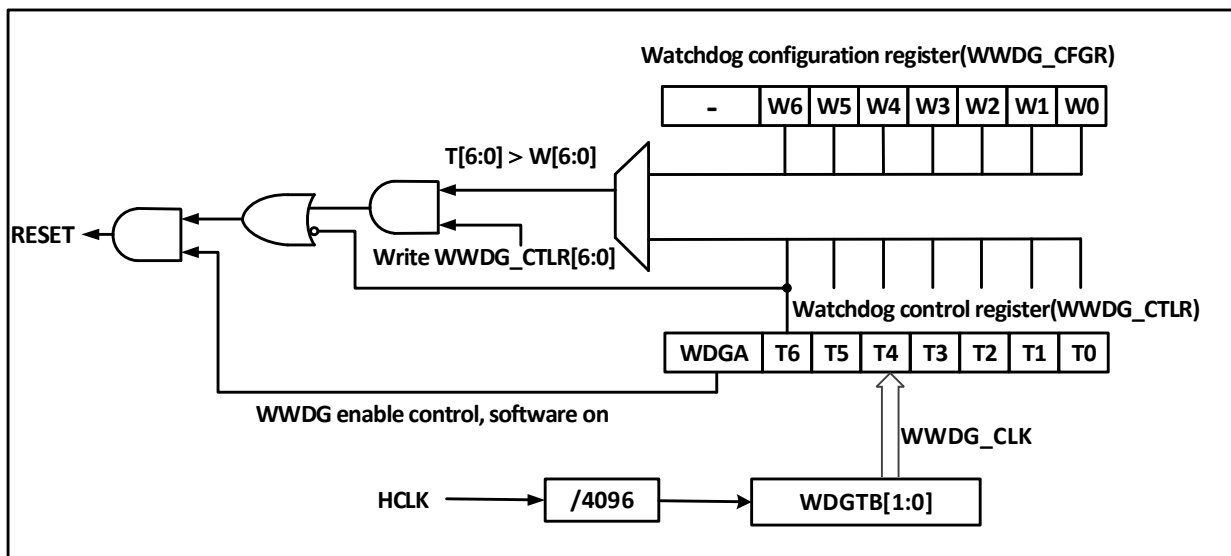 Watchdog configuration register(WWDG_CFGR)
- W6 W5 W4 W3 W2 W1 W0
T[6:0] > W[6:0]
RESET
Write WWDG_CTLR[6:0]
Watchdog control register(WWDG_CTLR)
WDGA T6 T5 T4 T3 T2 T1 T0
WWDG enable control, software on
WWDG_CLK
HCLK /4096 WDGTB[1:0]